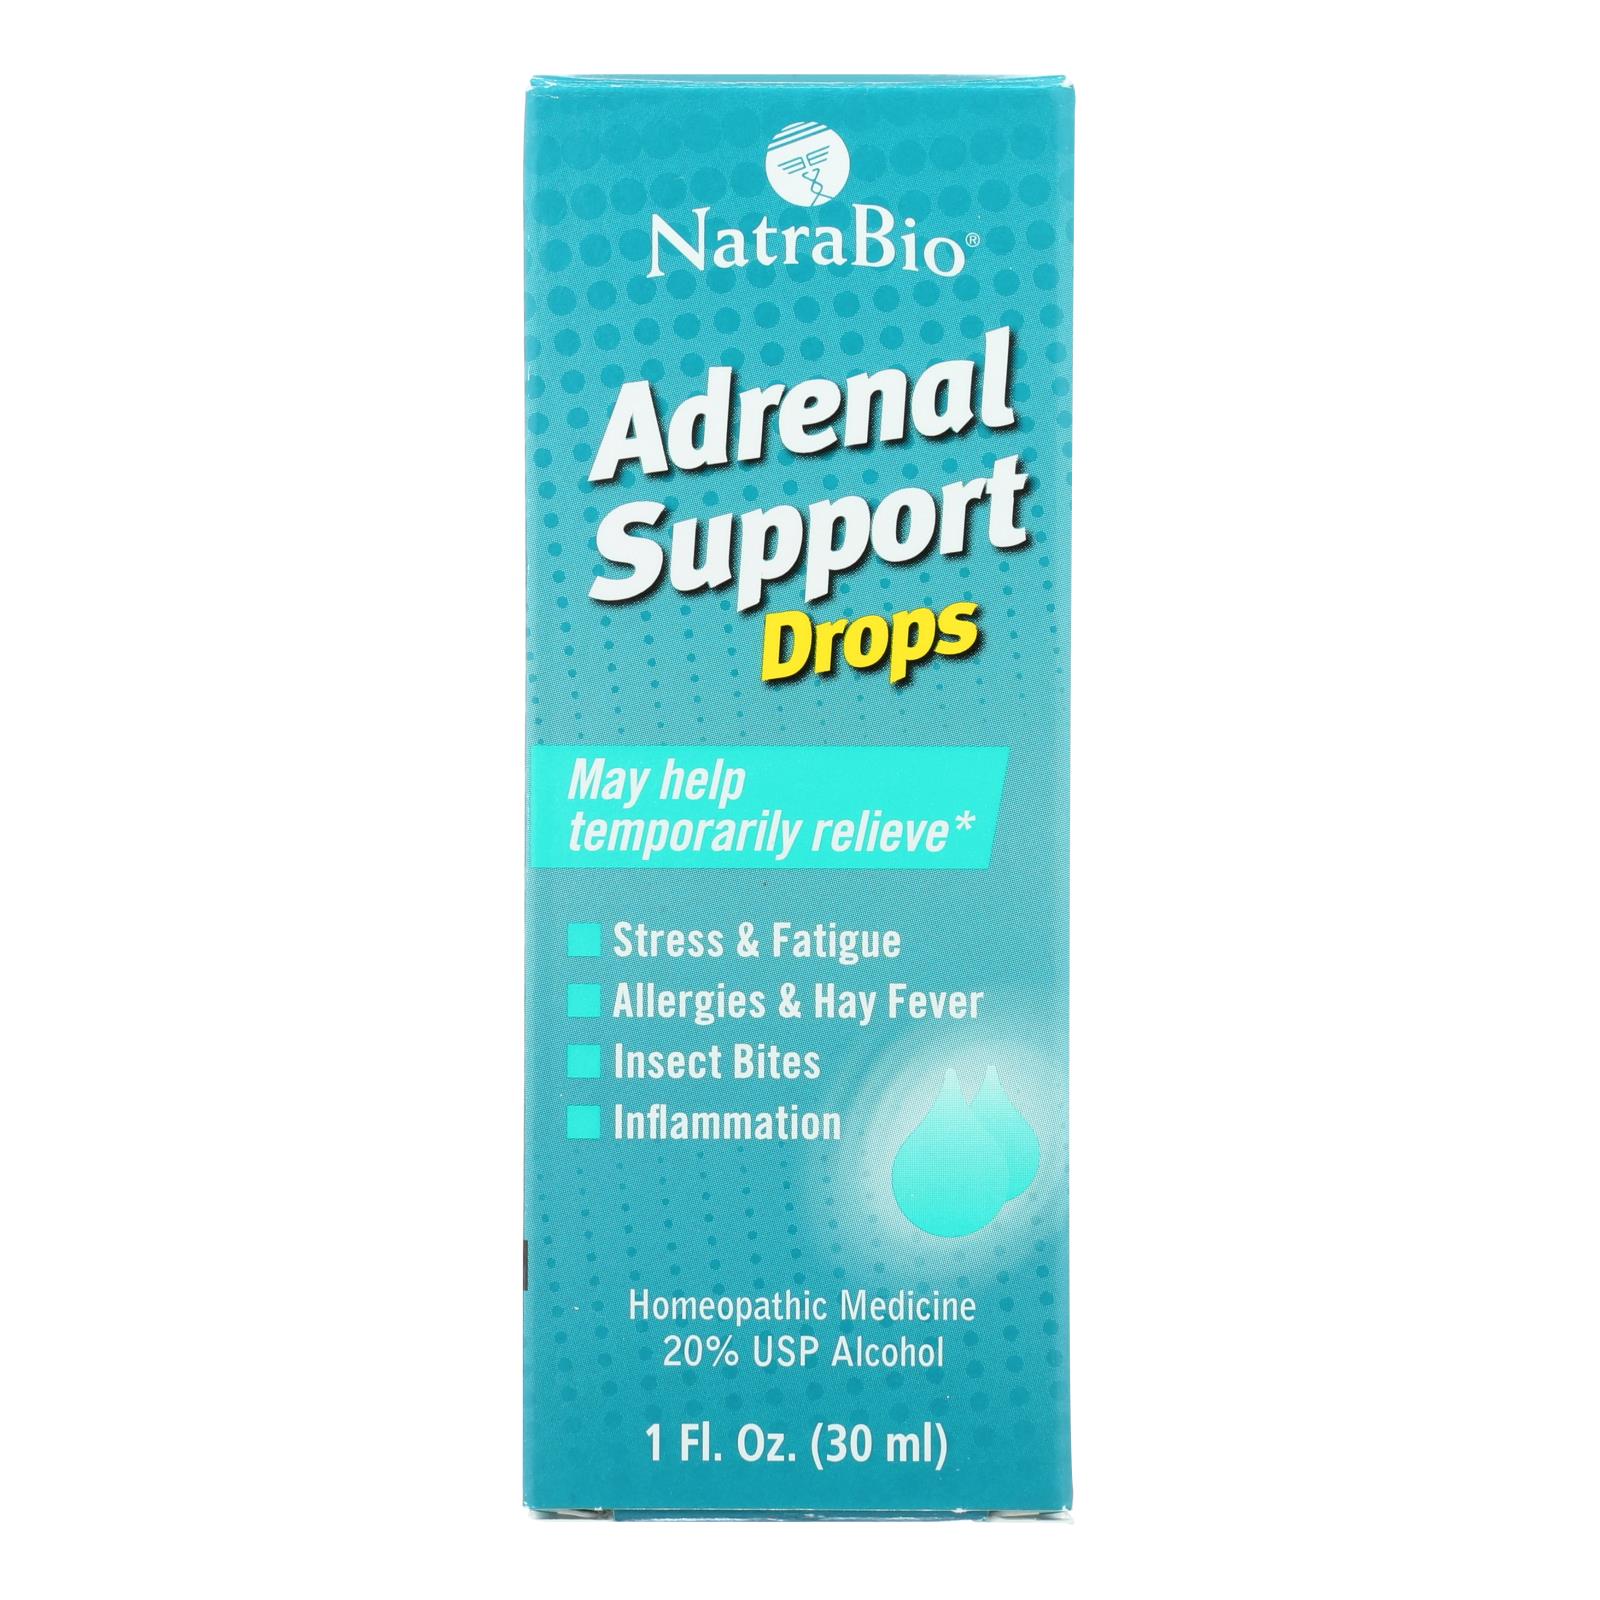 NatraBio®
Adrenal
Support
Drops
May help
temporarily relieve*
Stress & Fatigue
Allergies & Hay Fever
Insect Bites
Inflammation
Homeopathic Medicine
20% USP Alcohol
1 Fl. Oz. (30 ml)